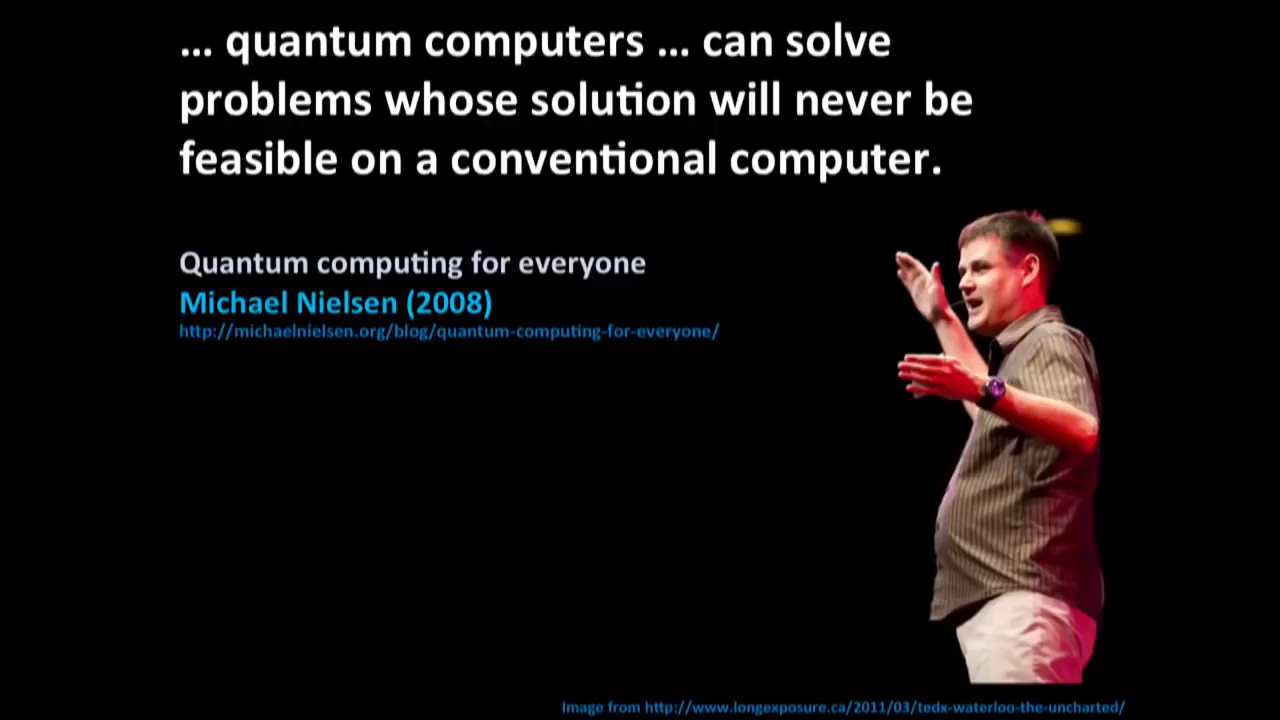 ... quantum computers ... can solve
problems whose solution will never be
feasible on a conventional computer.
Quantum computing for everyone
Michael Nielsen (2008)
http://michaelnielsen.org/blog/quantum-computing-for-everyone/
Image from http://www.longexposure.ca/2011/03/tedx-waterloo-the-uncharted/